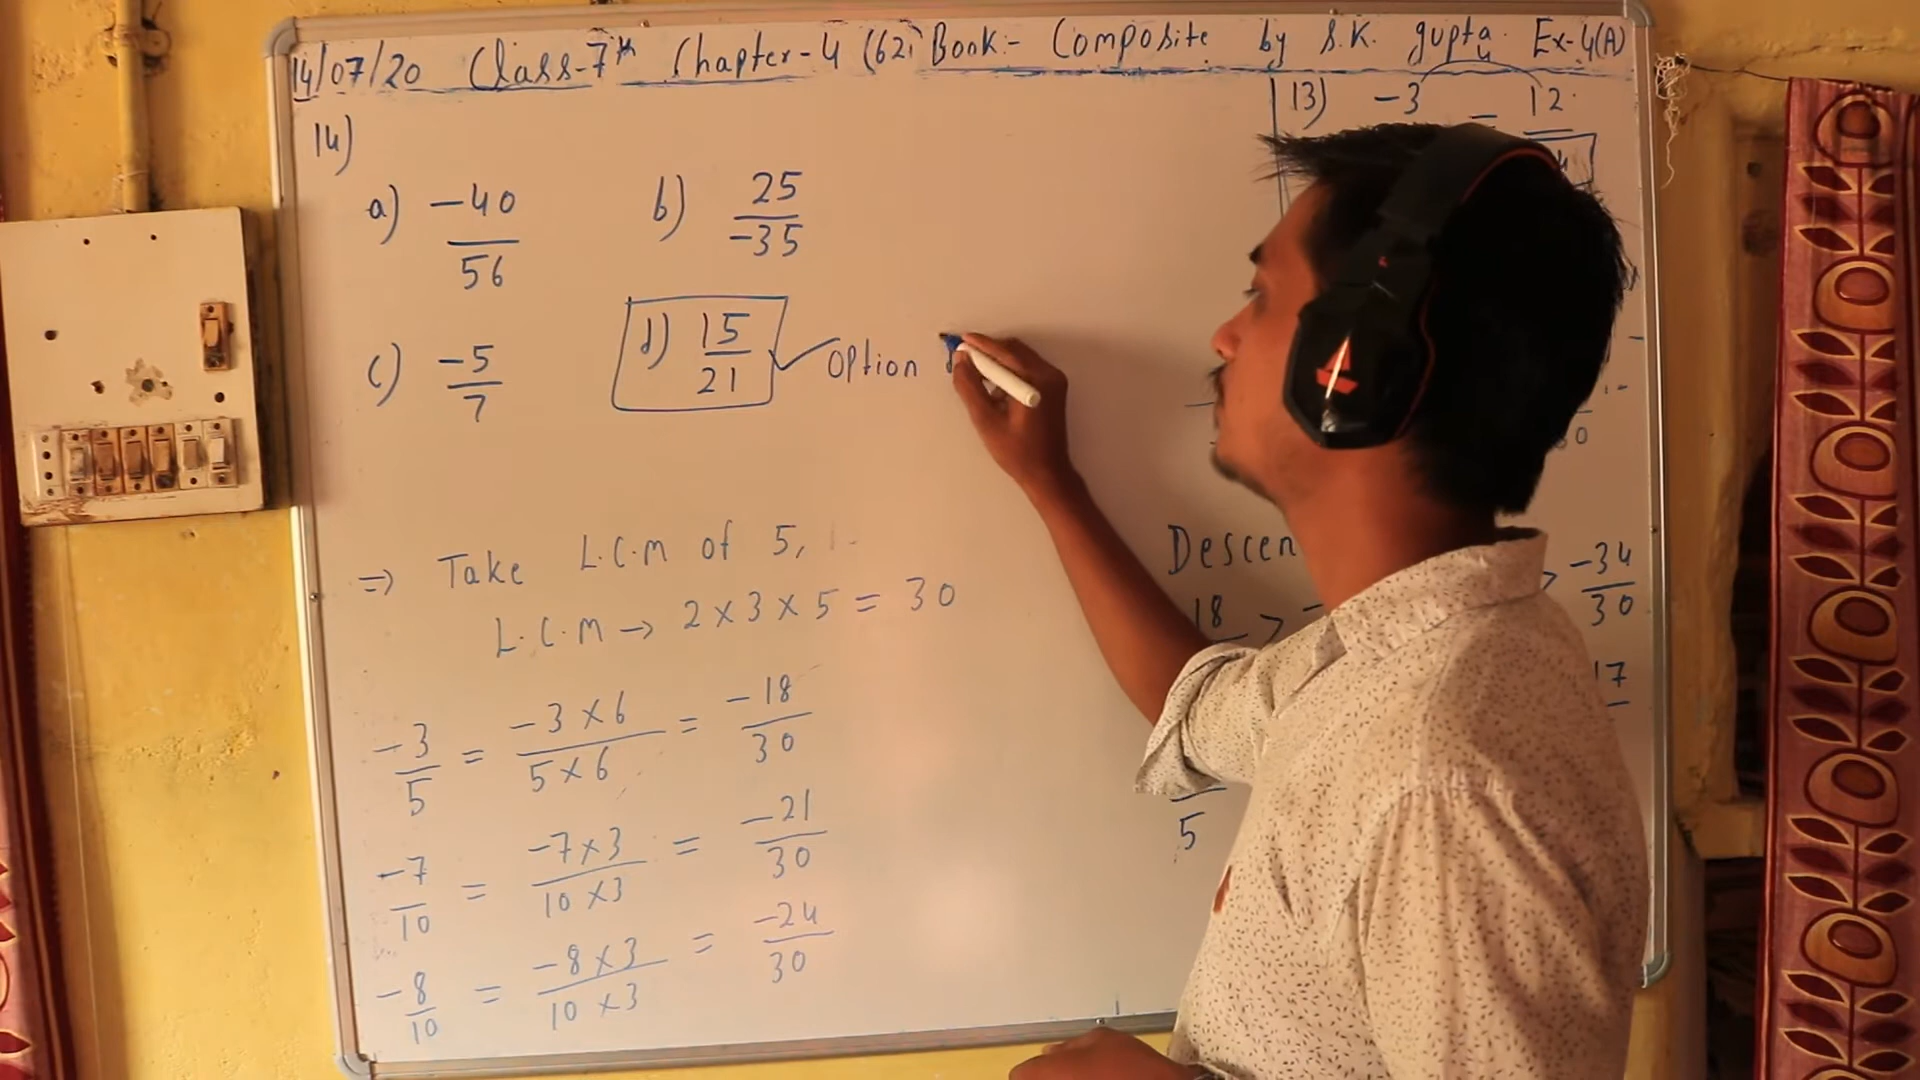 14/07/20 Class-7th Chapter-4 (62) Book:- Composite by S.K. gupta. Ex-4(A)
13) -3 = 12
14)
a) -40/56 b) 25/-35
c) -5/7 d) 15/21 ✓ Option
⇒ Take L.C.M of 5,
L.C.M → 2 × 3 × 5 = 30
-3/5 = -3 × 6/5 × 6 = -18/30
-7/10 = -7 × 3/10 × 3 = -21/30
-8/10 = -8 × 3/10 × 3 = -24/30
Descen
18 > > -34/30
17
5